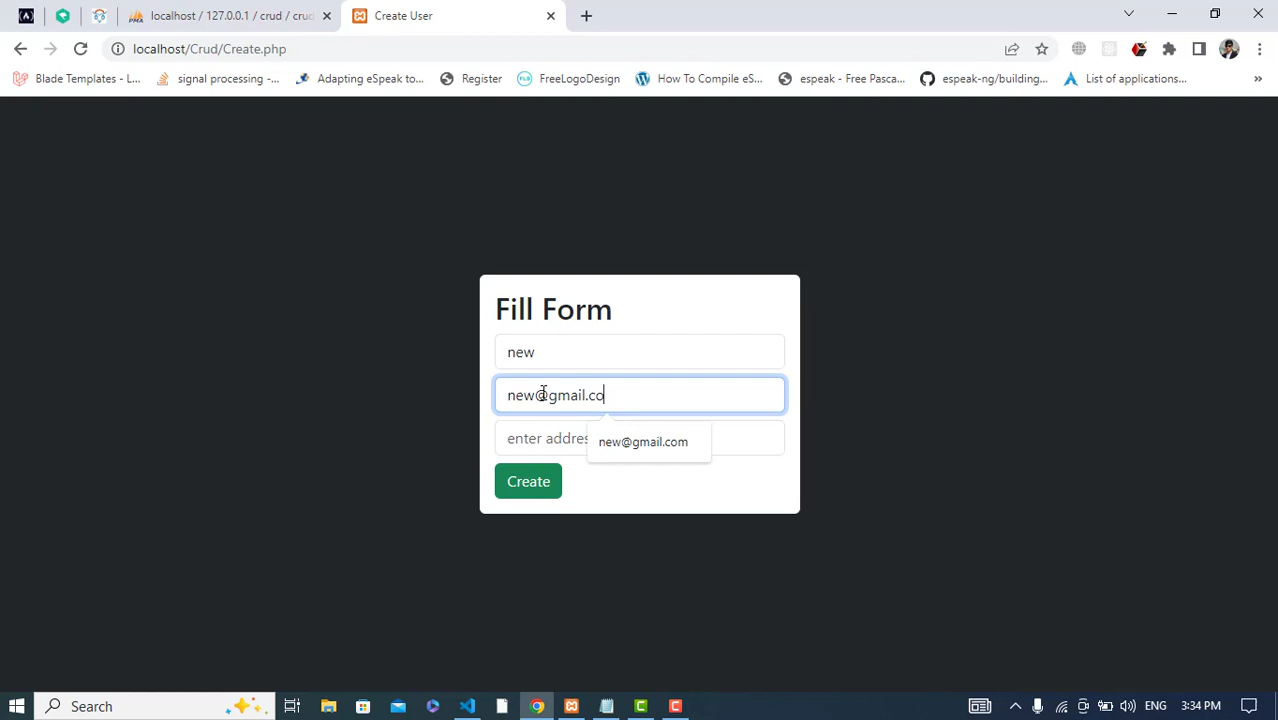 localhost / 127.0.0.1 / crud / crud
Create User
localhost/Crud/Create.php
Blade Templates - L...
signal processing -...
Adapting eSpeak to...
Register
FreeLogoDesign
How To Compile eS...
espeak - Free Pasca...
espeak-ng/building...
List of applications...
»
Fill Form
new
new@gmail.co
enter addres
new@gmail.com
Create
Search
ENG
3:34 PM